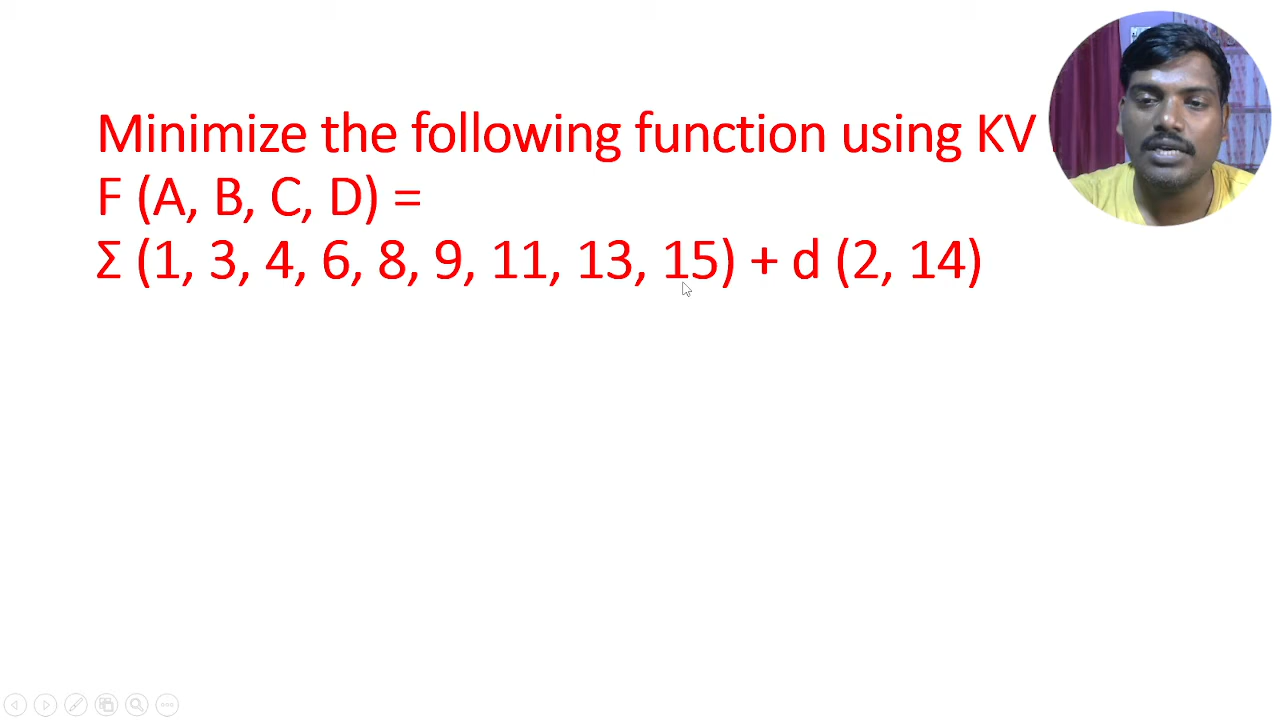 Minimize the following function using KV
F (A, B, C, D) =
Σ (1, 3, 4, 6, 8, 9, 11, 13, 15) + d (2, 14)